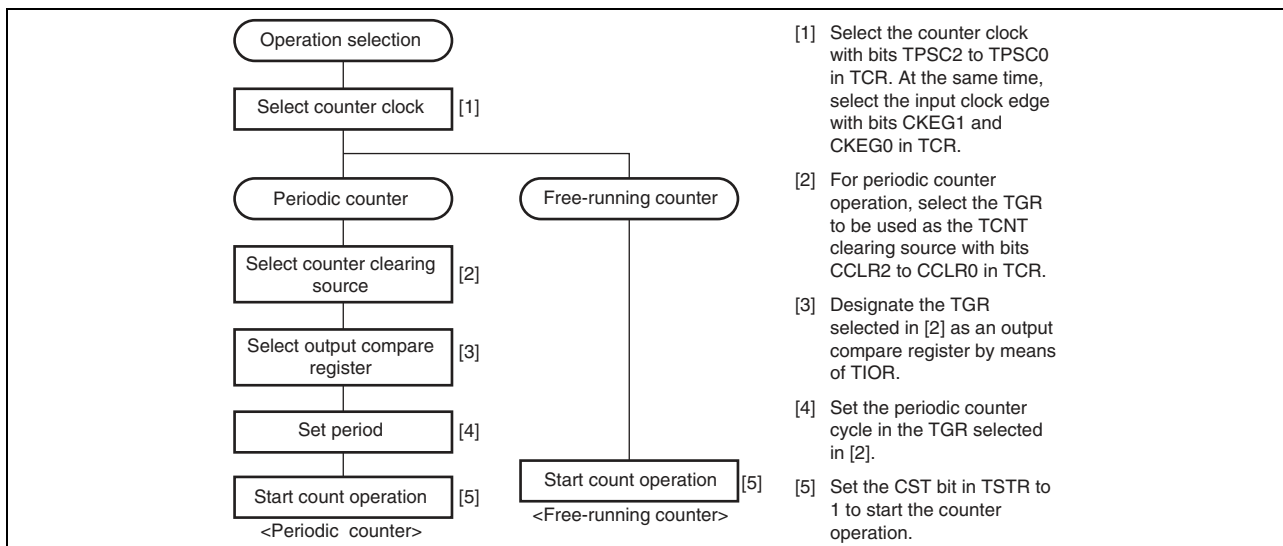 Operation selection
Select counter clock
[1]
Periodic counter
Free-running counter
Select counter clearing
source
[2]
Select output compare
register
[3]
Set period
[4]
Start count operation
[5]
<Periodic counter>
Start count operation
[5]
<Free-running counter>
[1] Select the counter clock
with bits TPSC2 to TPSC0
in TCR. At the same time,
select the input clock edge
with bits CKEG1 and
CKEG0 in TCR.
[2] For periodic counter
operation, select the TGR
to be used as the TCNT
clearing source with bits
CCLR2 to CCLR0 in TCR.
[3] Designate the TGR
selected in [2] as an output
compare register by means
of TIOR.
[4] Set the periodic counter
cycle in the TGR selected
in [2].
[5] Set the CST bit in TSTR to
1 to start the counter
operation.